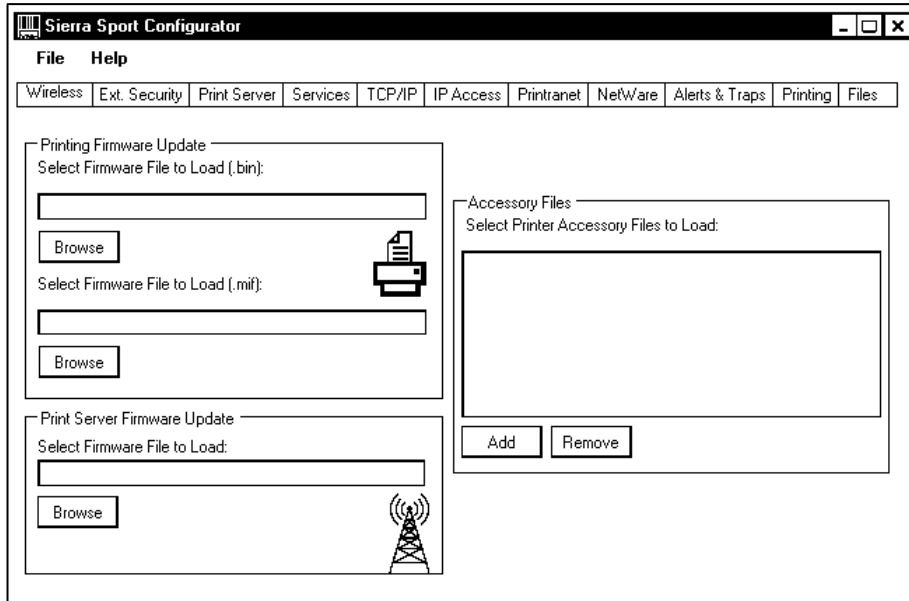 Sierra Sport Configurator
File Help
Wireless Ext. Security Print Server Services TCP/IP IP Access Printranet NetWare Alerts & Traps Printing Files
Printing Firmware Update
Select Firmware File to Load (.bin):
Browse
Select Firmware File to Load (.mif):
Browse
Print Server Firmware Update
Select Firmware File to Load:
Browse
Accessory Files
Select Printer Accessory Files to Load:
Add Remove